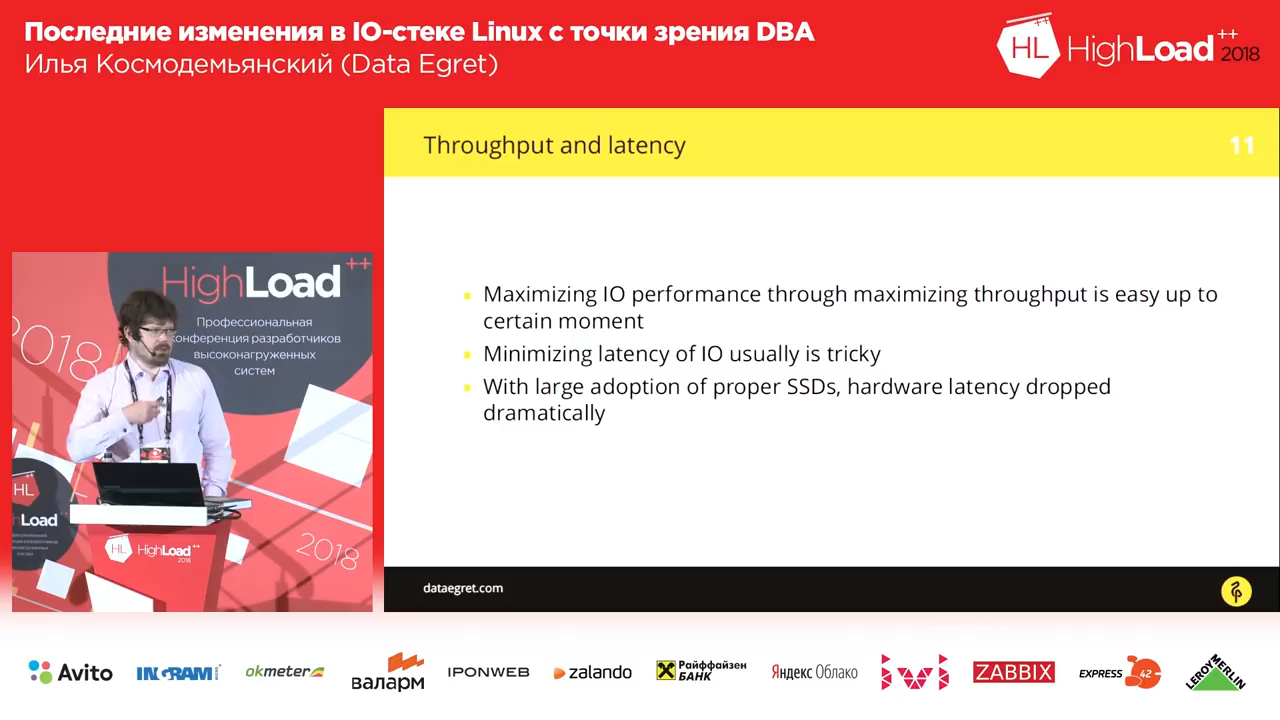 Последние изменения в IO-стеке Linux с точки зрения DBA
Илья Космодемьянский (Data Egret)
HL HighLoad++ 2018
Throughput and latency
11
Maximizing IO performance through maximizing throughput is easy up to
certain moment
Minimizing latency of IO usually is tricky
With large adoption of proper SSDs, hardware latency dropped
dramatically
dataegret.com
HighLoad++
Профессиональная
конференция разработчиков
высоконагруженных
систем
2018
HL
Load
HL HighLoad++
2018
2018
Avito
INGRAM
okmeter
валарм
IPONWEB
zalando
Райффайзен
БАНК
Яндекс Облако
ivi
ZABBIX
EXPRESS 42
LEROY MERLIN